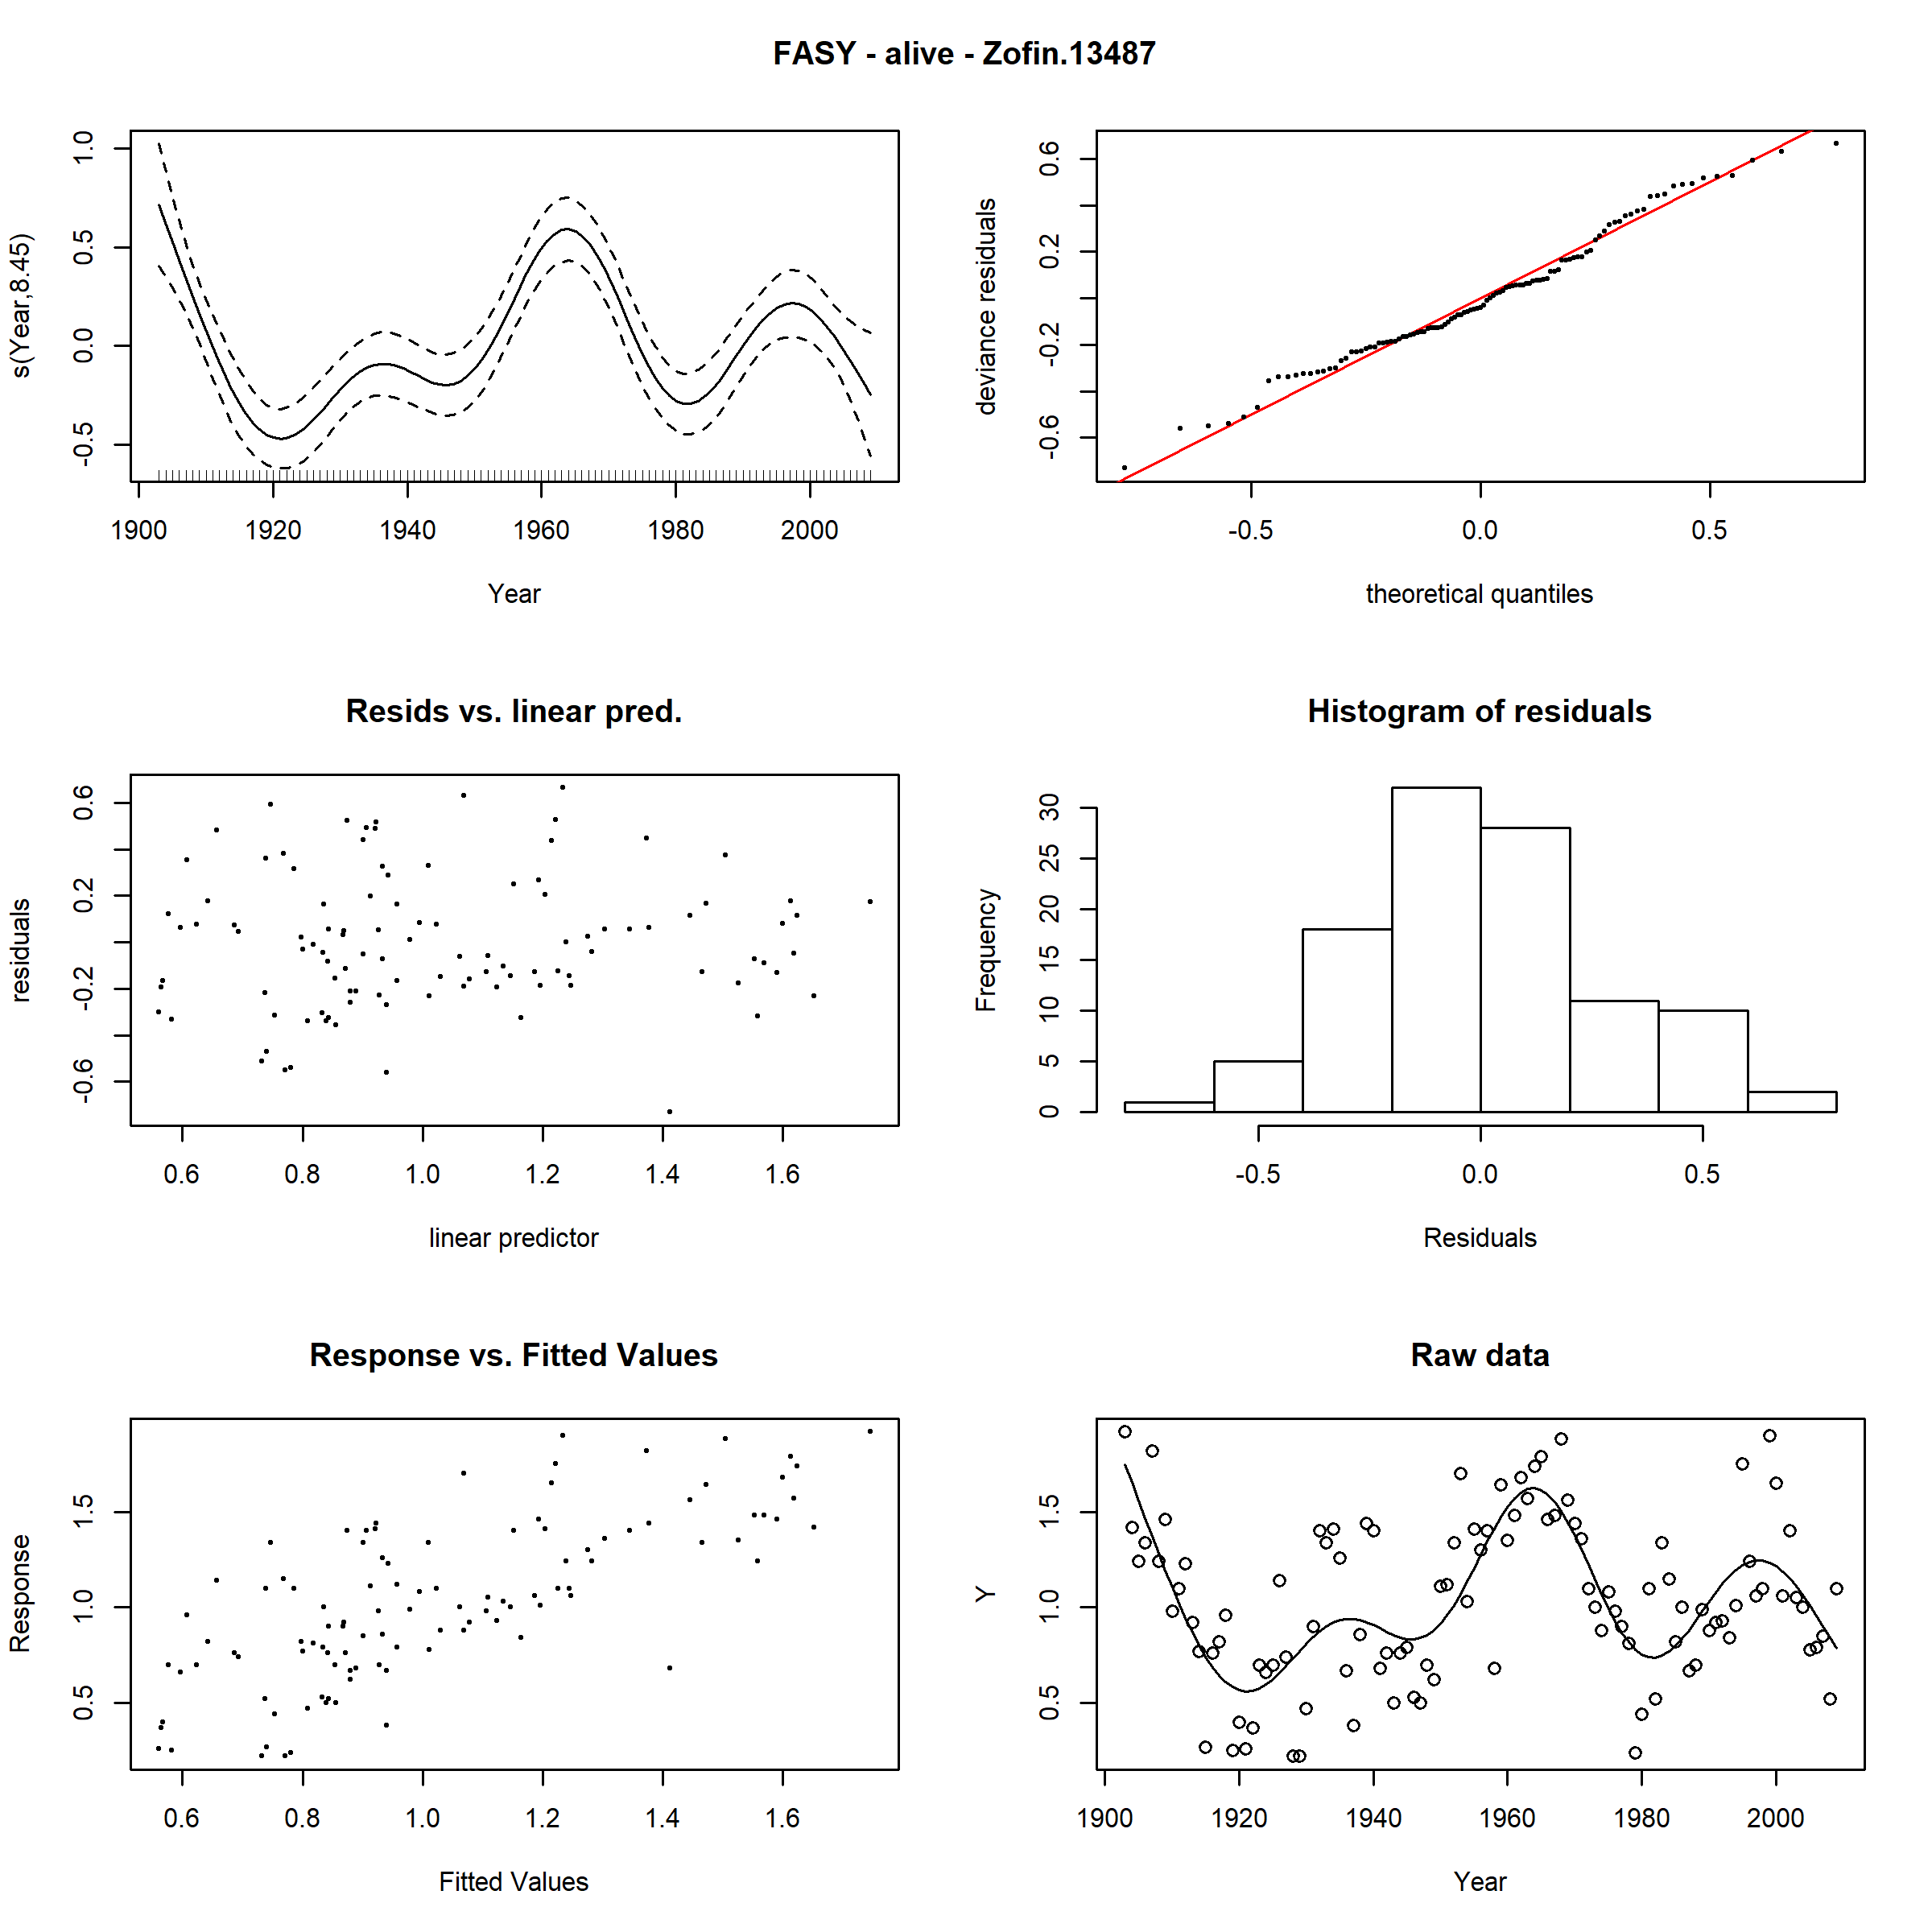 FASY - alive - Zofin.13487
s(Year,8.45)
-0.5 0.0 0.5 1.0
1900 1920 1940 1960 1980 2000
Year
deviance residuals
-0.6 -0.2 0.2 0.6
-0.5 0.0 0.5
theoretical quantiles
Resids vs. linear pred.
residuals
-0.6 -0.2 0.2 0.6
0.6 0.8 1.0 1.2 1.4 1.6
linear predictor
Histogram of residuals
Frequency
0 5 10 15 20 25 30
-0.5 0.0 0.5
Residuals
Response vs. Fitted Values
Response
0.5 1.0 1.5
0.6 0.8 1.0 1.2 1.4 1.6
Fitted Values
Raw data
Y
0.5 1.0 1.5
1900 1920 1940 1960 1980 2000
Year